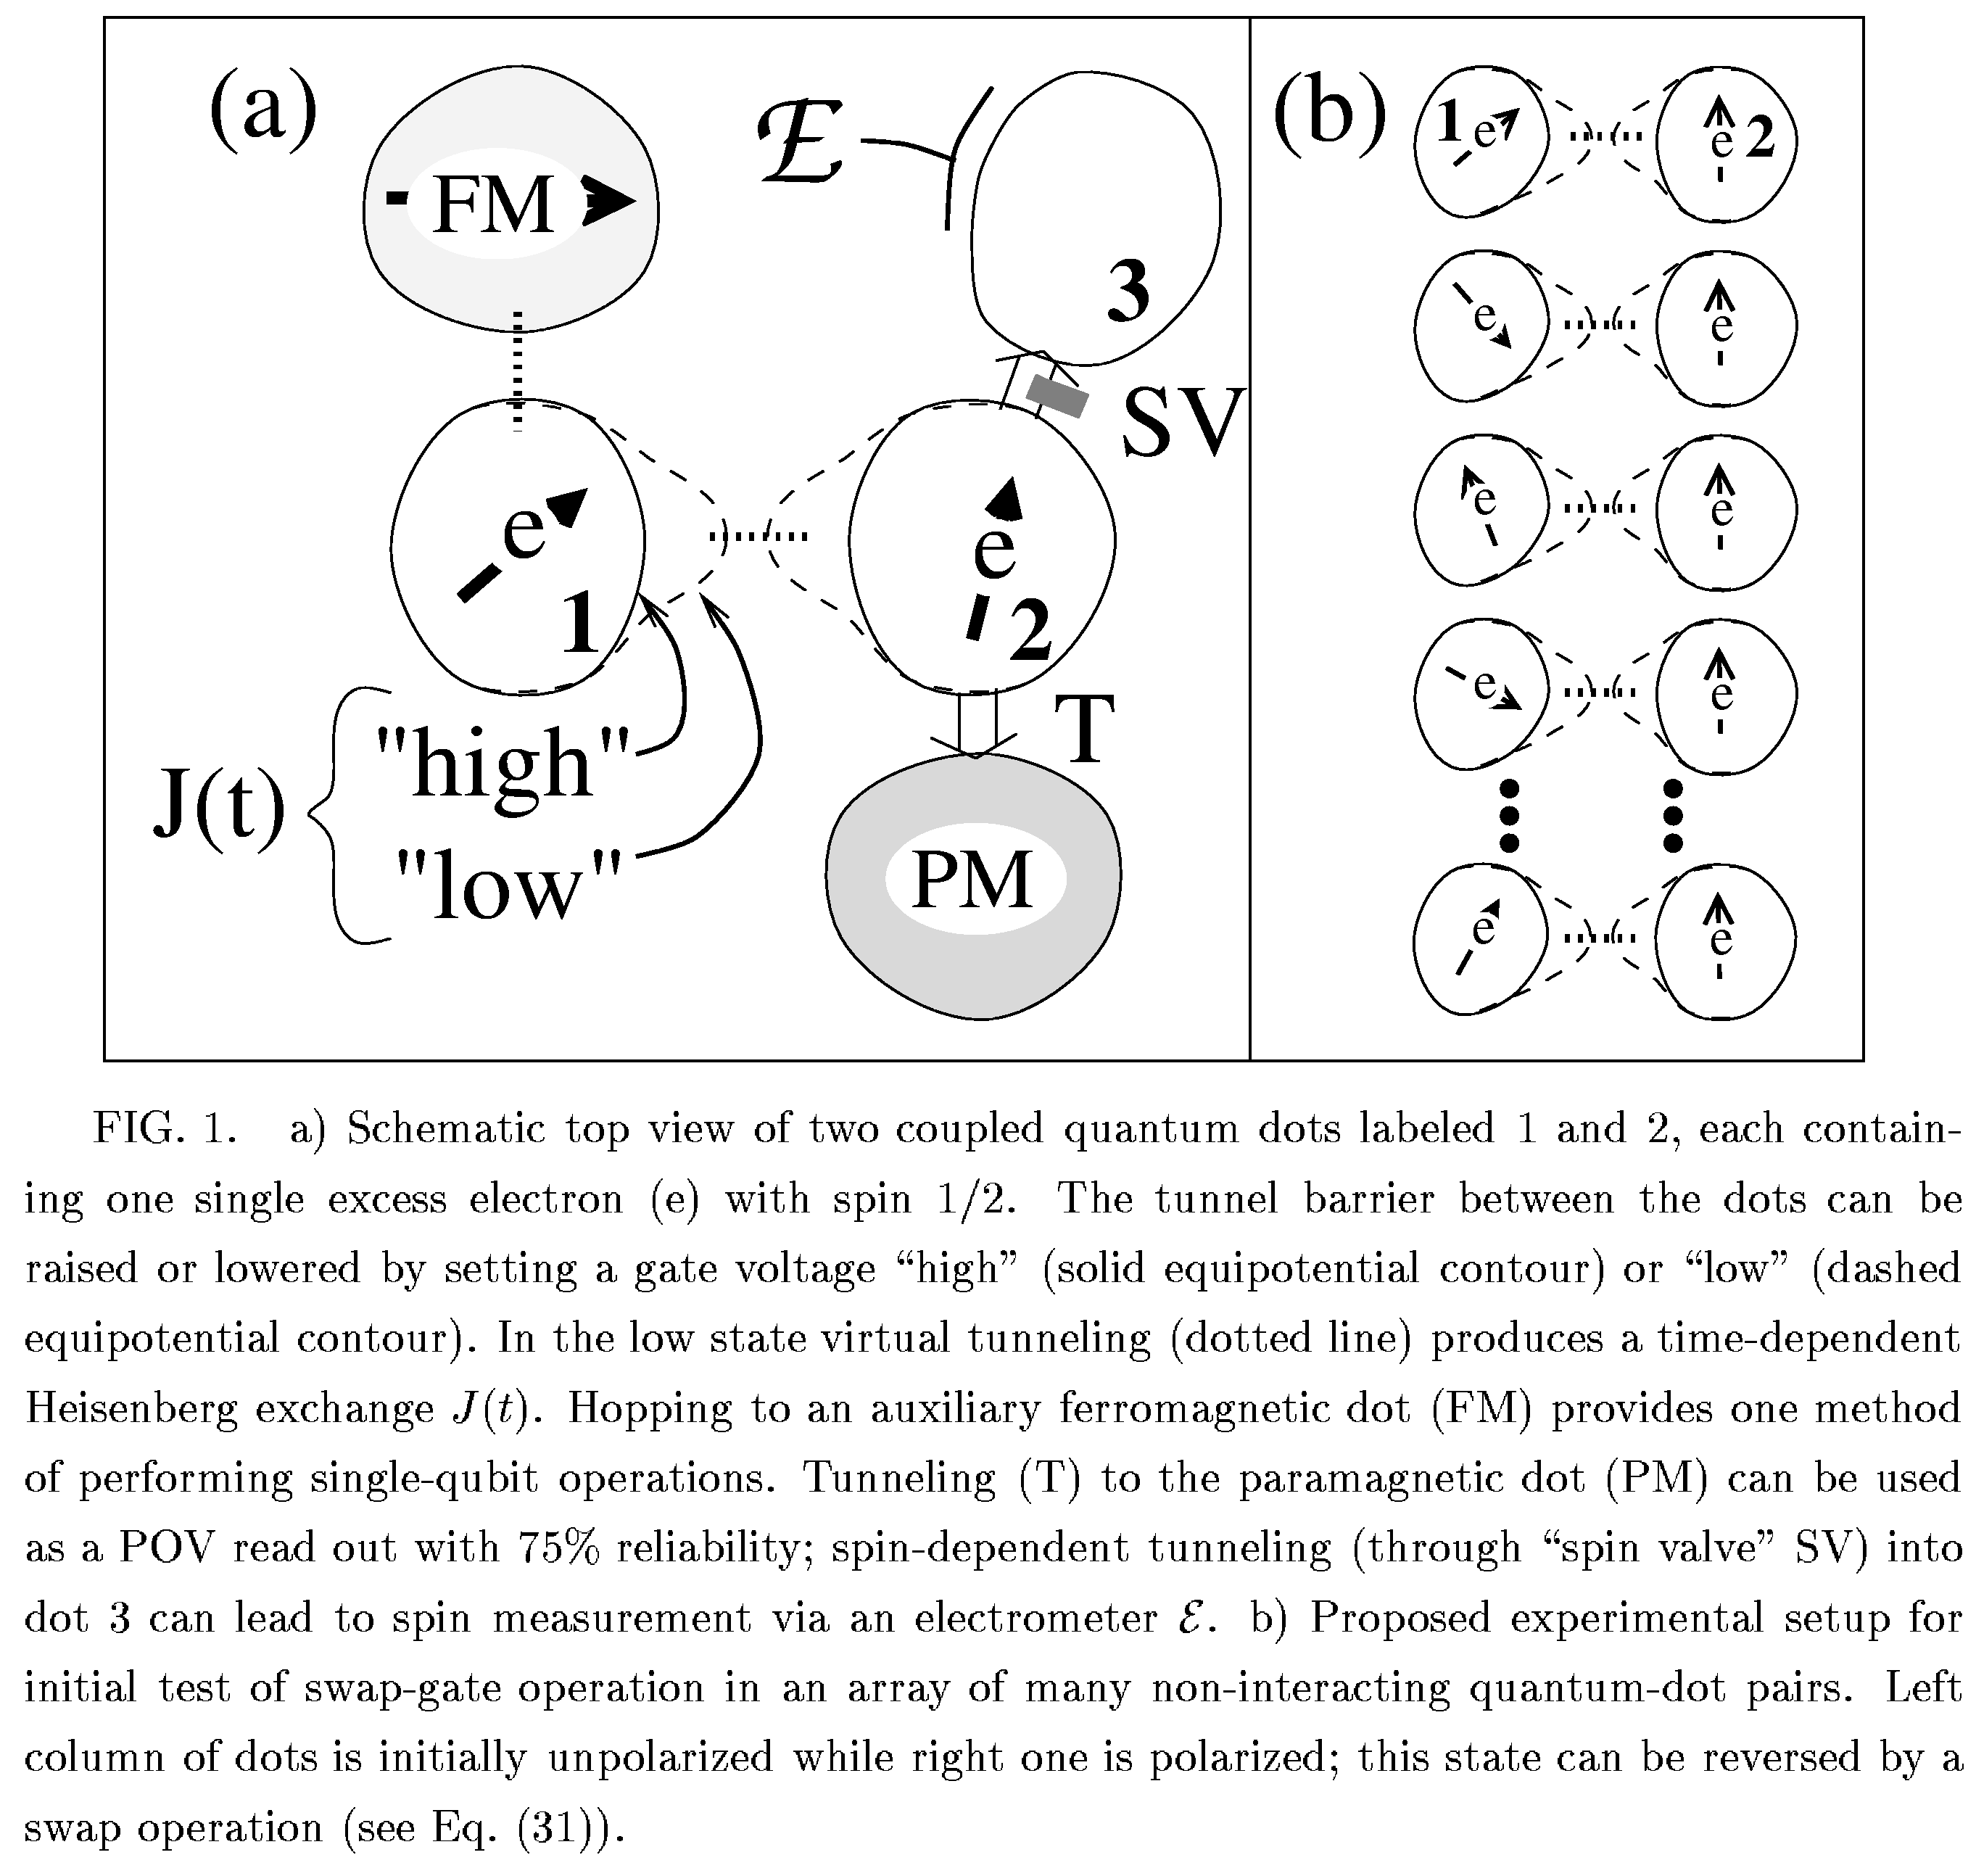 (a)
FM
ℰ
3
SV
e
1
e
2
T
J(t)
"high"
"low"
PM
(b)
1 e
e 2
e
e
e
e
e
e
e
e
FIG. 1. a) Schematic top view of two coupled quantum dots labeled 1 and 2, each contain-
ing one single excess electron (e) with spin 1/2. The tunnel barrier between the dots can be
raised or lowered by setting a gate voltage “high” (solid equipotential contour) or “low” (dashed
equipotential contour). In the low state virtual tunneling (dotted line) produces a time-dependent
Heisenberg exchange J(t). Hopping to an auxiliary ferromagnetic dot (FM) provides one method
of performing single-qubit operations. Tunneling (T) to the paramagnetic dot (PM) can be used
as a POV read out with 75% reliability; spin-dependent tunneling (through “spin valve” SV) into
dot 3 can lead to spin measurement via an electrometer ℰ. b) Proposed experimental setup for
initial test of swap-gate operation in an array of many non-interacting quantum-dot pairs. Left
column of dots is initially unpolarized while right one is polarized; this state can be reversed by a
swap operation (see Eq. (31)).